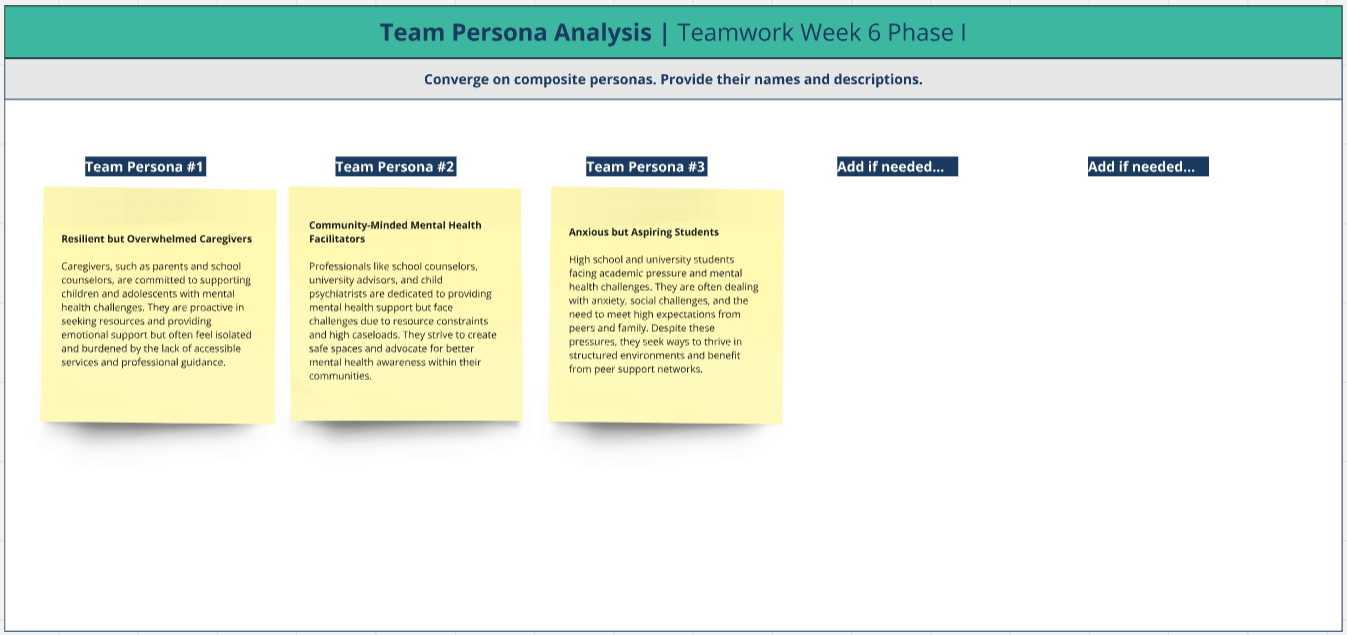 Team Persona Analysis | Teamwork Week 6 Phase I
Converge on composite personas. Provide their names and descriptions.
Team Persona #1
Team Persona #2
Team Persona #3
Add if needed...
Add if needed...
Resilient but Overwhelmed Caregivers
Caregivers, such as parents and school
counselors, are committed to supporting
children and adolescents with mental
health challenges. They are proactive in
seeking resources and providing
emotional support but often feel isolated
and burdened by the lack of accessible
services and professional guidance.
Community-Minded Mental Health
Facilitators
Professionals like school counselors,
university advisors, and child
psychiatrists are dedicated to providing
mental health support but face
challenges due to resource constraints
and high caseloads. They strive to create
safe spaces and advocate for better
mental health awareness within their
communities.
Anxious but Aspiring Students
High school and university students
facing academic pressure and mental
health challenges. They are often dealing
with anxiety, social challenges, and the
need to meet high expectations from
peers and family. Despite these
pressures, they seek ways to thrive in
structured environments and benefit
from peer support networks.